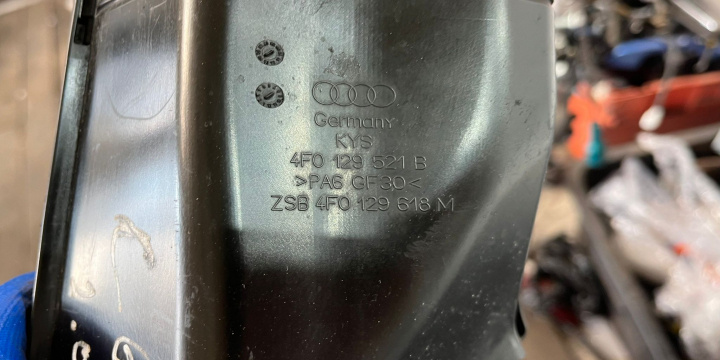 Germany
KYS
4F0 129 521 B
>PA6 GF30<
ZSB 4F0 129 618 M